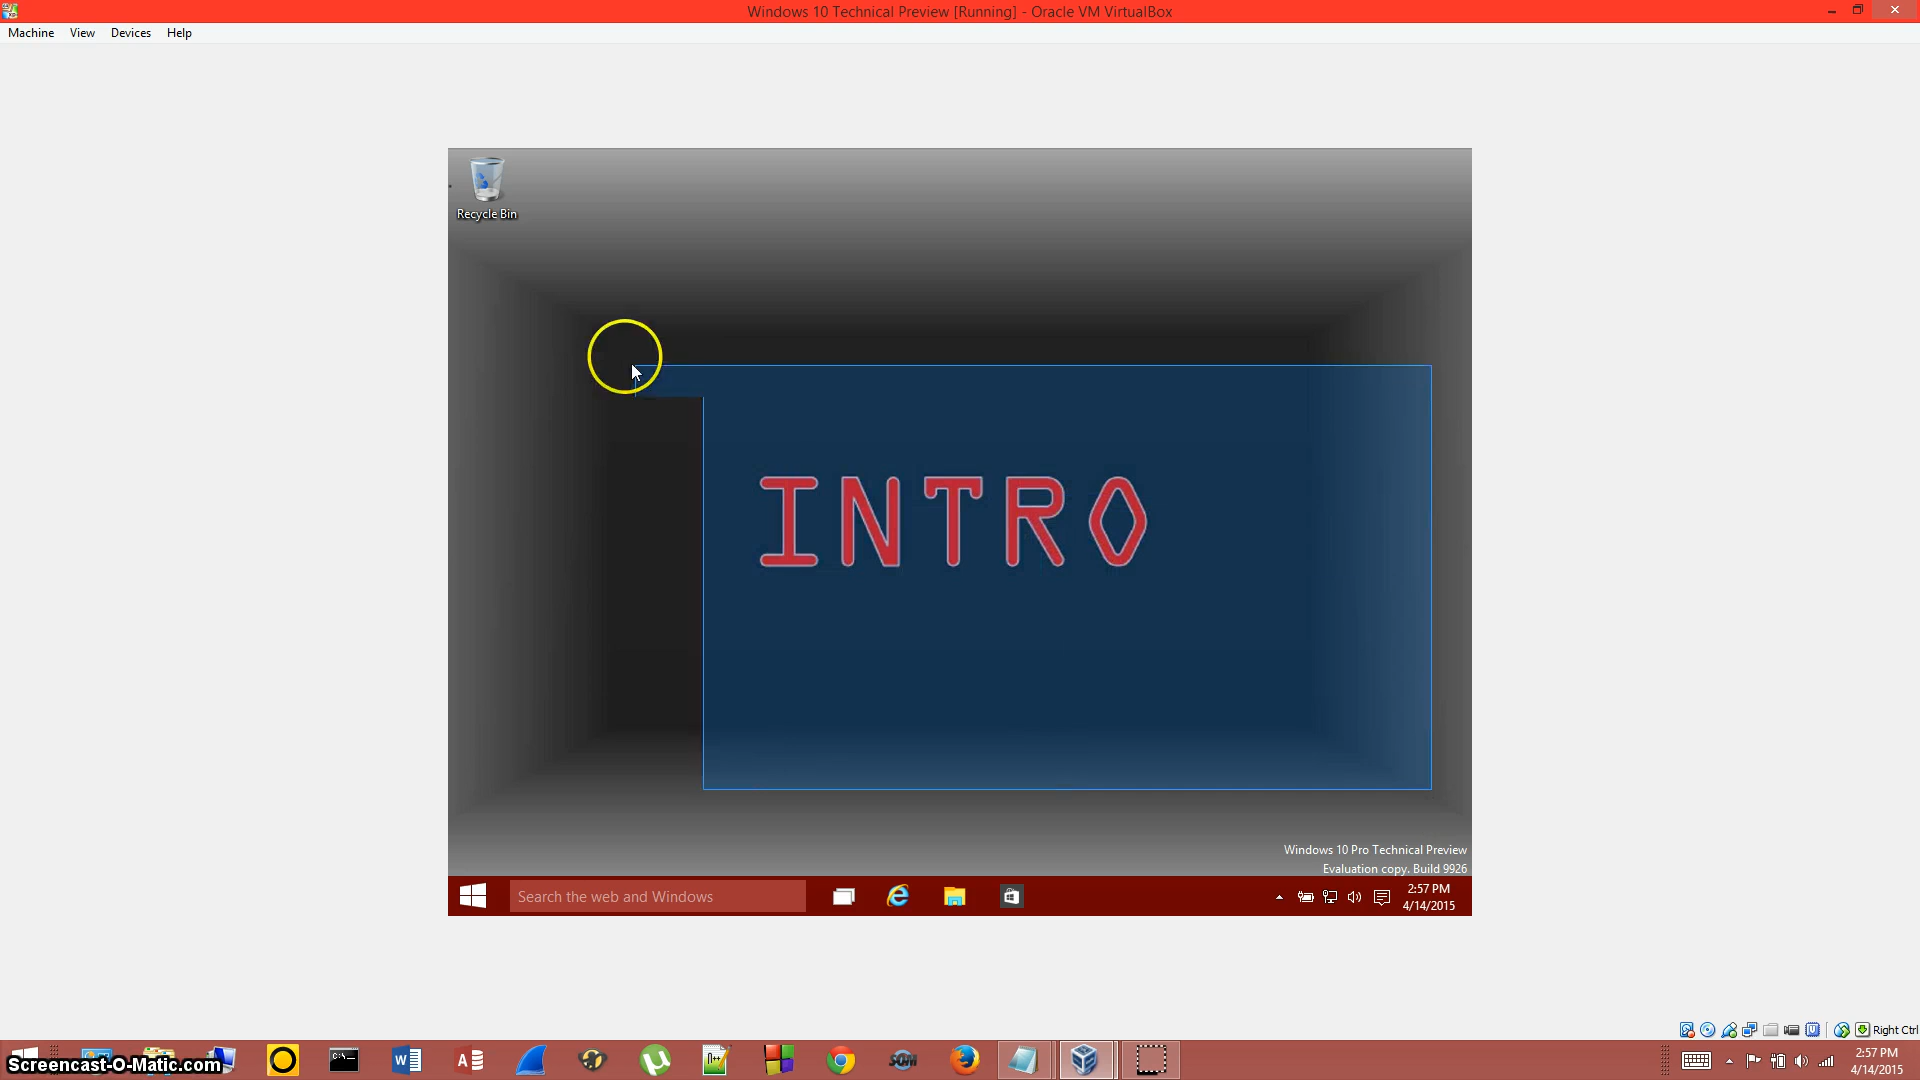 Windows 10 Technical Preview [Running] - Oracle VM VirtualBox
Machine View Devices Help
Recycle Bin
INTRO
Windows 10 Pro Technical Preview
Evaluation copy. Build 9926
Search the web and Windows
2:57 PM
4/14/2015
Right Ctrl
Screencast-O-Matic.com
2:57 PM
4/14/2015